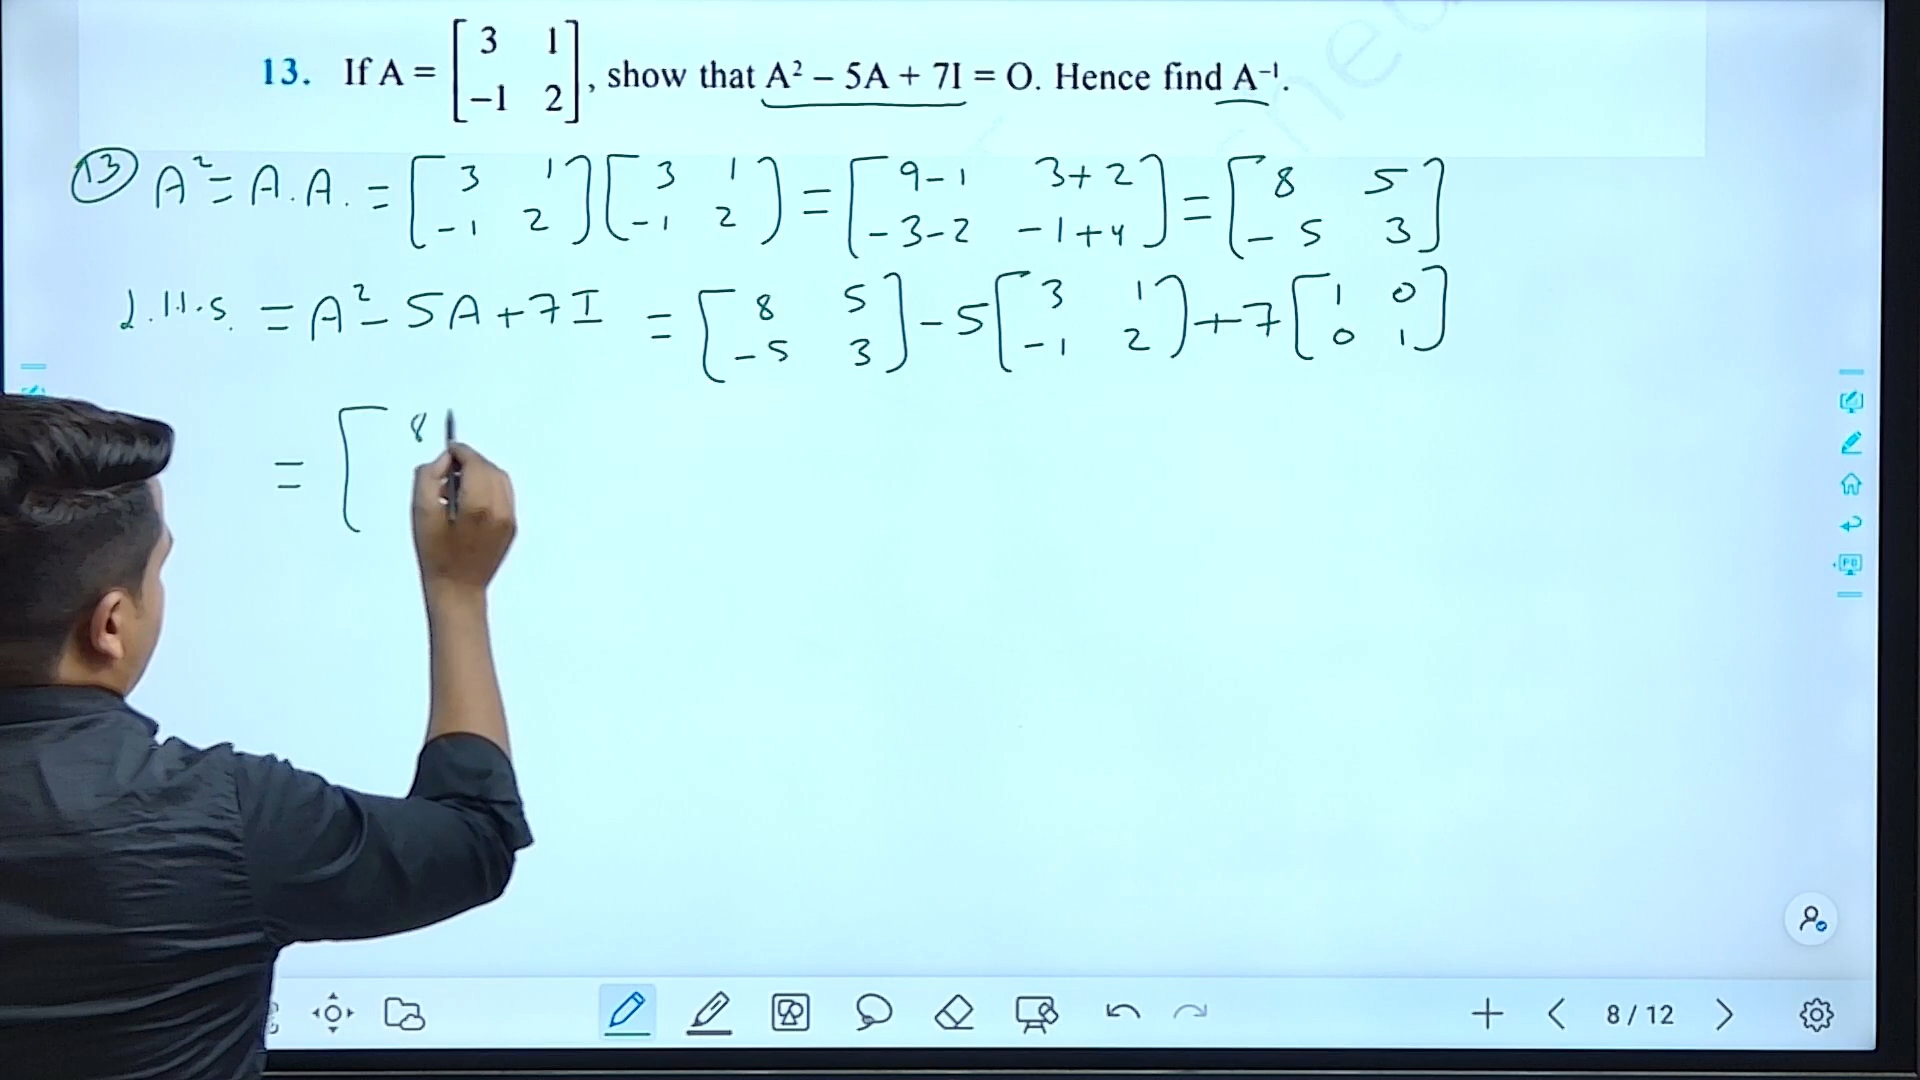 13. If A = [3 1; -1 2], show that A² – 5A + 7I = O. Hence find A⁻¹.
(13) A² = A.A. = [3 1; -1 2] [3 1; -1 2] = [9-1 3+2; -3-2 -1+4] = [8 5; -5 3]
L.H.S. = A² - 5A + 7I = [8 5; -5 3] - 5 [3 1; -1 2] + 7 [1 0; 0 1]
= [ 8
8 / 12